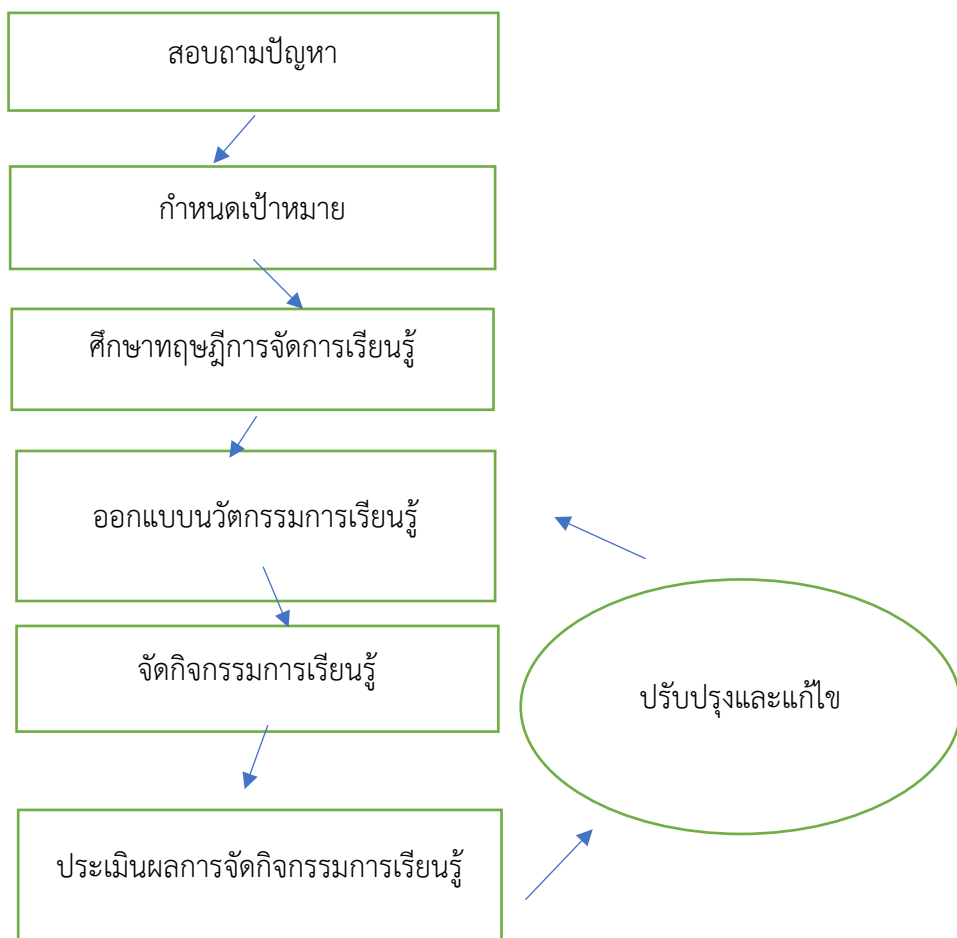 สอบถามปัญหา
กำหนดเป้าหมาย
ศึกษาทฤษฎีการจัดการเรียนรู้
ออกแบบนวัตกรรมการเรียนรู้
จัดกิจกรรมการเรียนรู้
ปรับปรุงและแก้ไข
ประเมินผลการจัดกิจกรรมการเรียนรู้